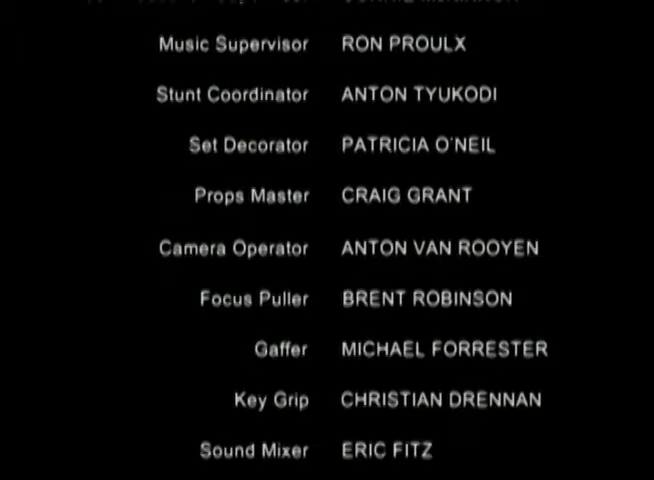 Music Supervisor RON PROULX
Stunt Coordinator ANTON TYUKODI
Set Decorator PATRICIA O'NEIL
Props Master CRAIG GRANT
Camera Operator ANTON VAN ROOYEN
Focus Puller BRENT ROBINSON
Gaffer MICHAEL FORRESTER
Key Grip CHRISTIAN DRENNAN
Sound Mixer ERIC FITZ